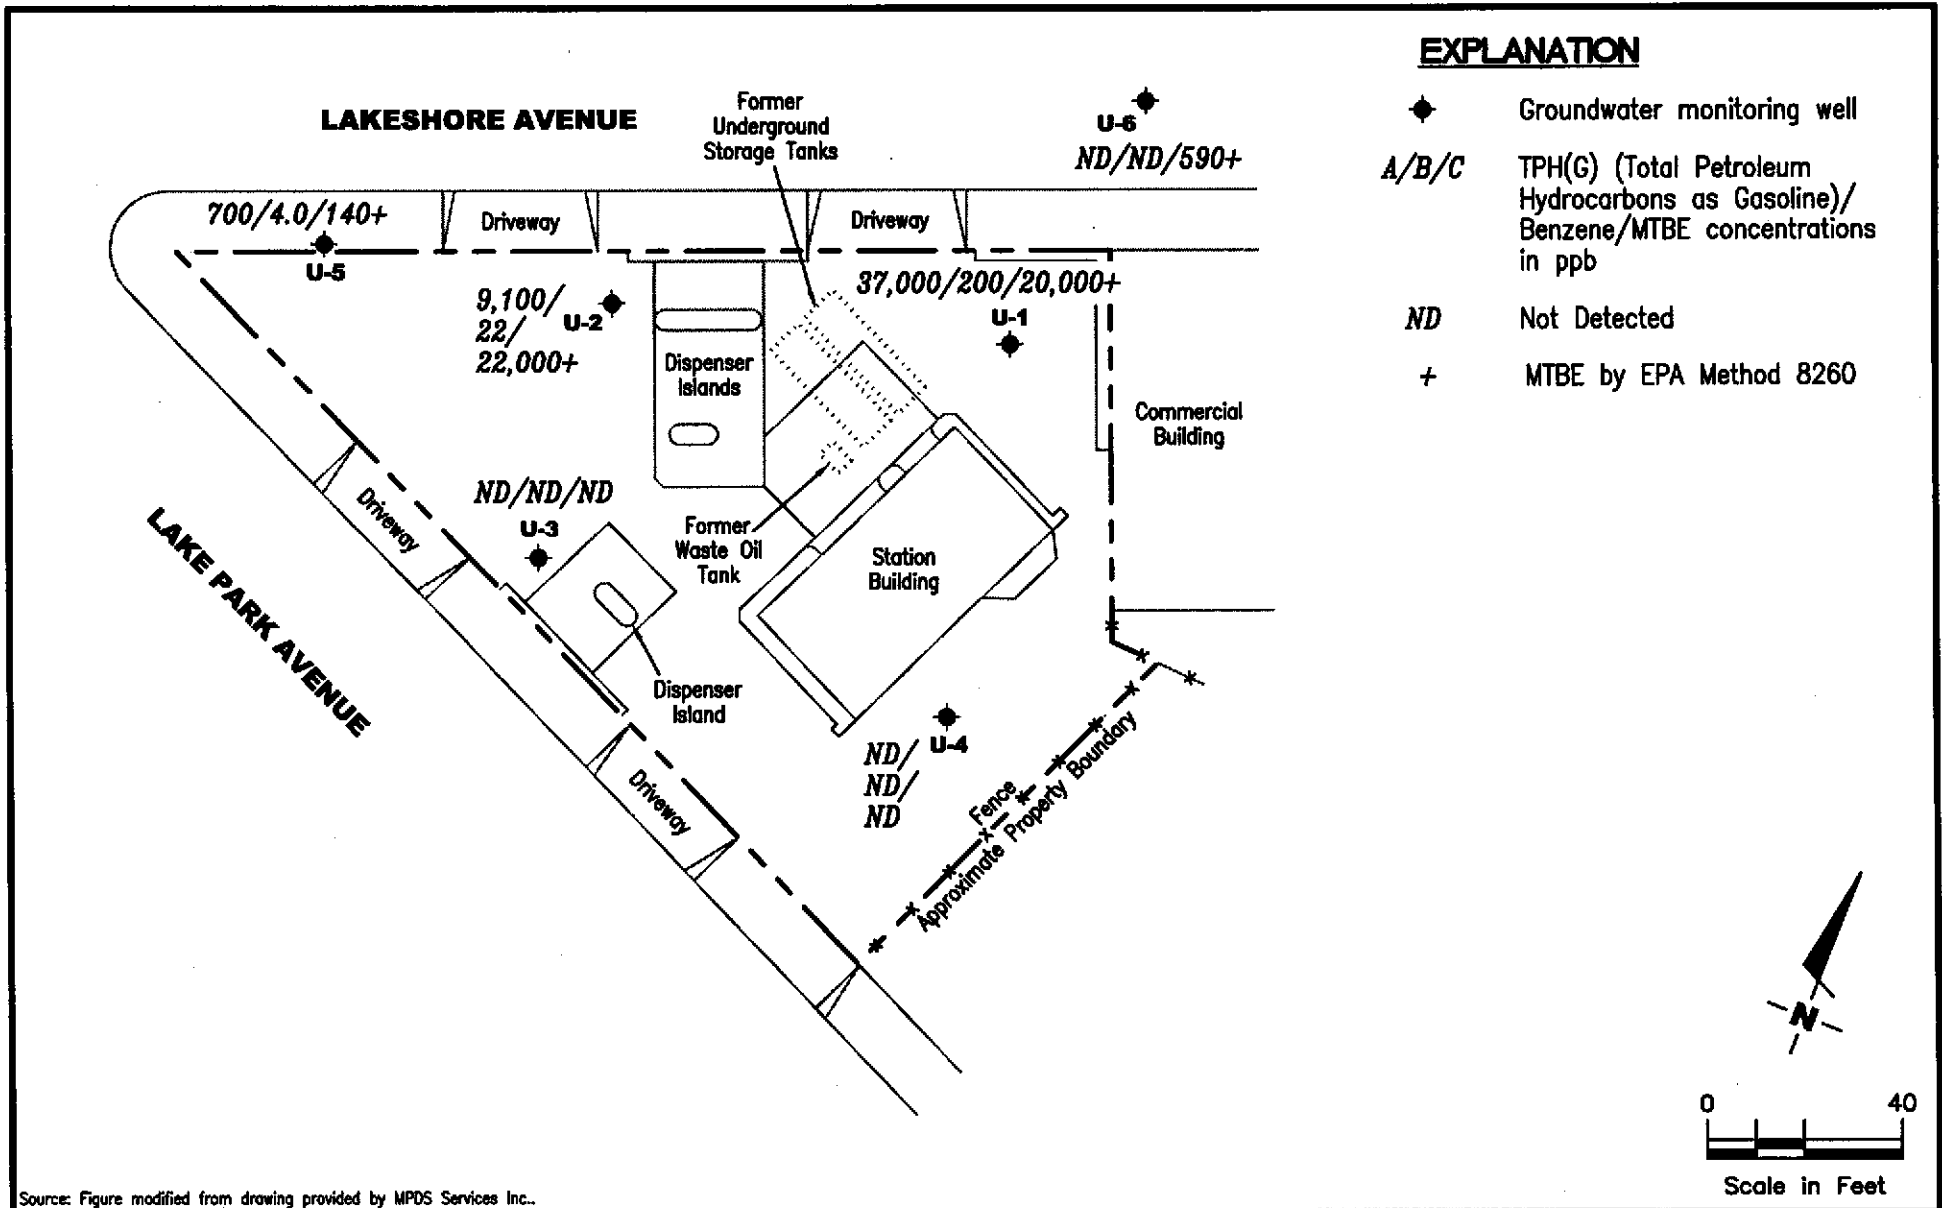 EXPLANATION
Groundwater monitoring well
A/B/C
TPH(G) (Total Petroleum
Hydrocarbons as Gasoline)/
Benzene/MTBE concentrations
in ppb
ND
Not Detected
+
MTBE by EPA Method 8260
LAKESHORE AVENUE
Former
Underground
Storage Tanks
U-6
ND/ND/590+
700/4.0/140+
U-5
Driveway
Driveway
9,100/
22/
22,000+
U-2
37,000/200/20,000+
U-1
Dispenser
Islands
Commercial
Building
ND/ND/ND
U-3
Driveway
LAKE PARK AVENUE
Former
Waste Oil
Tank
Station
Building
Dispenser
Island
Driveway
U-4
ND/
ND/
ND
Fence
Approximate Property Boundary
N
0
40
Scale in Feet
Source: Figure modified from drawing provided by MPDS Services Inc..